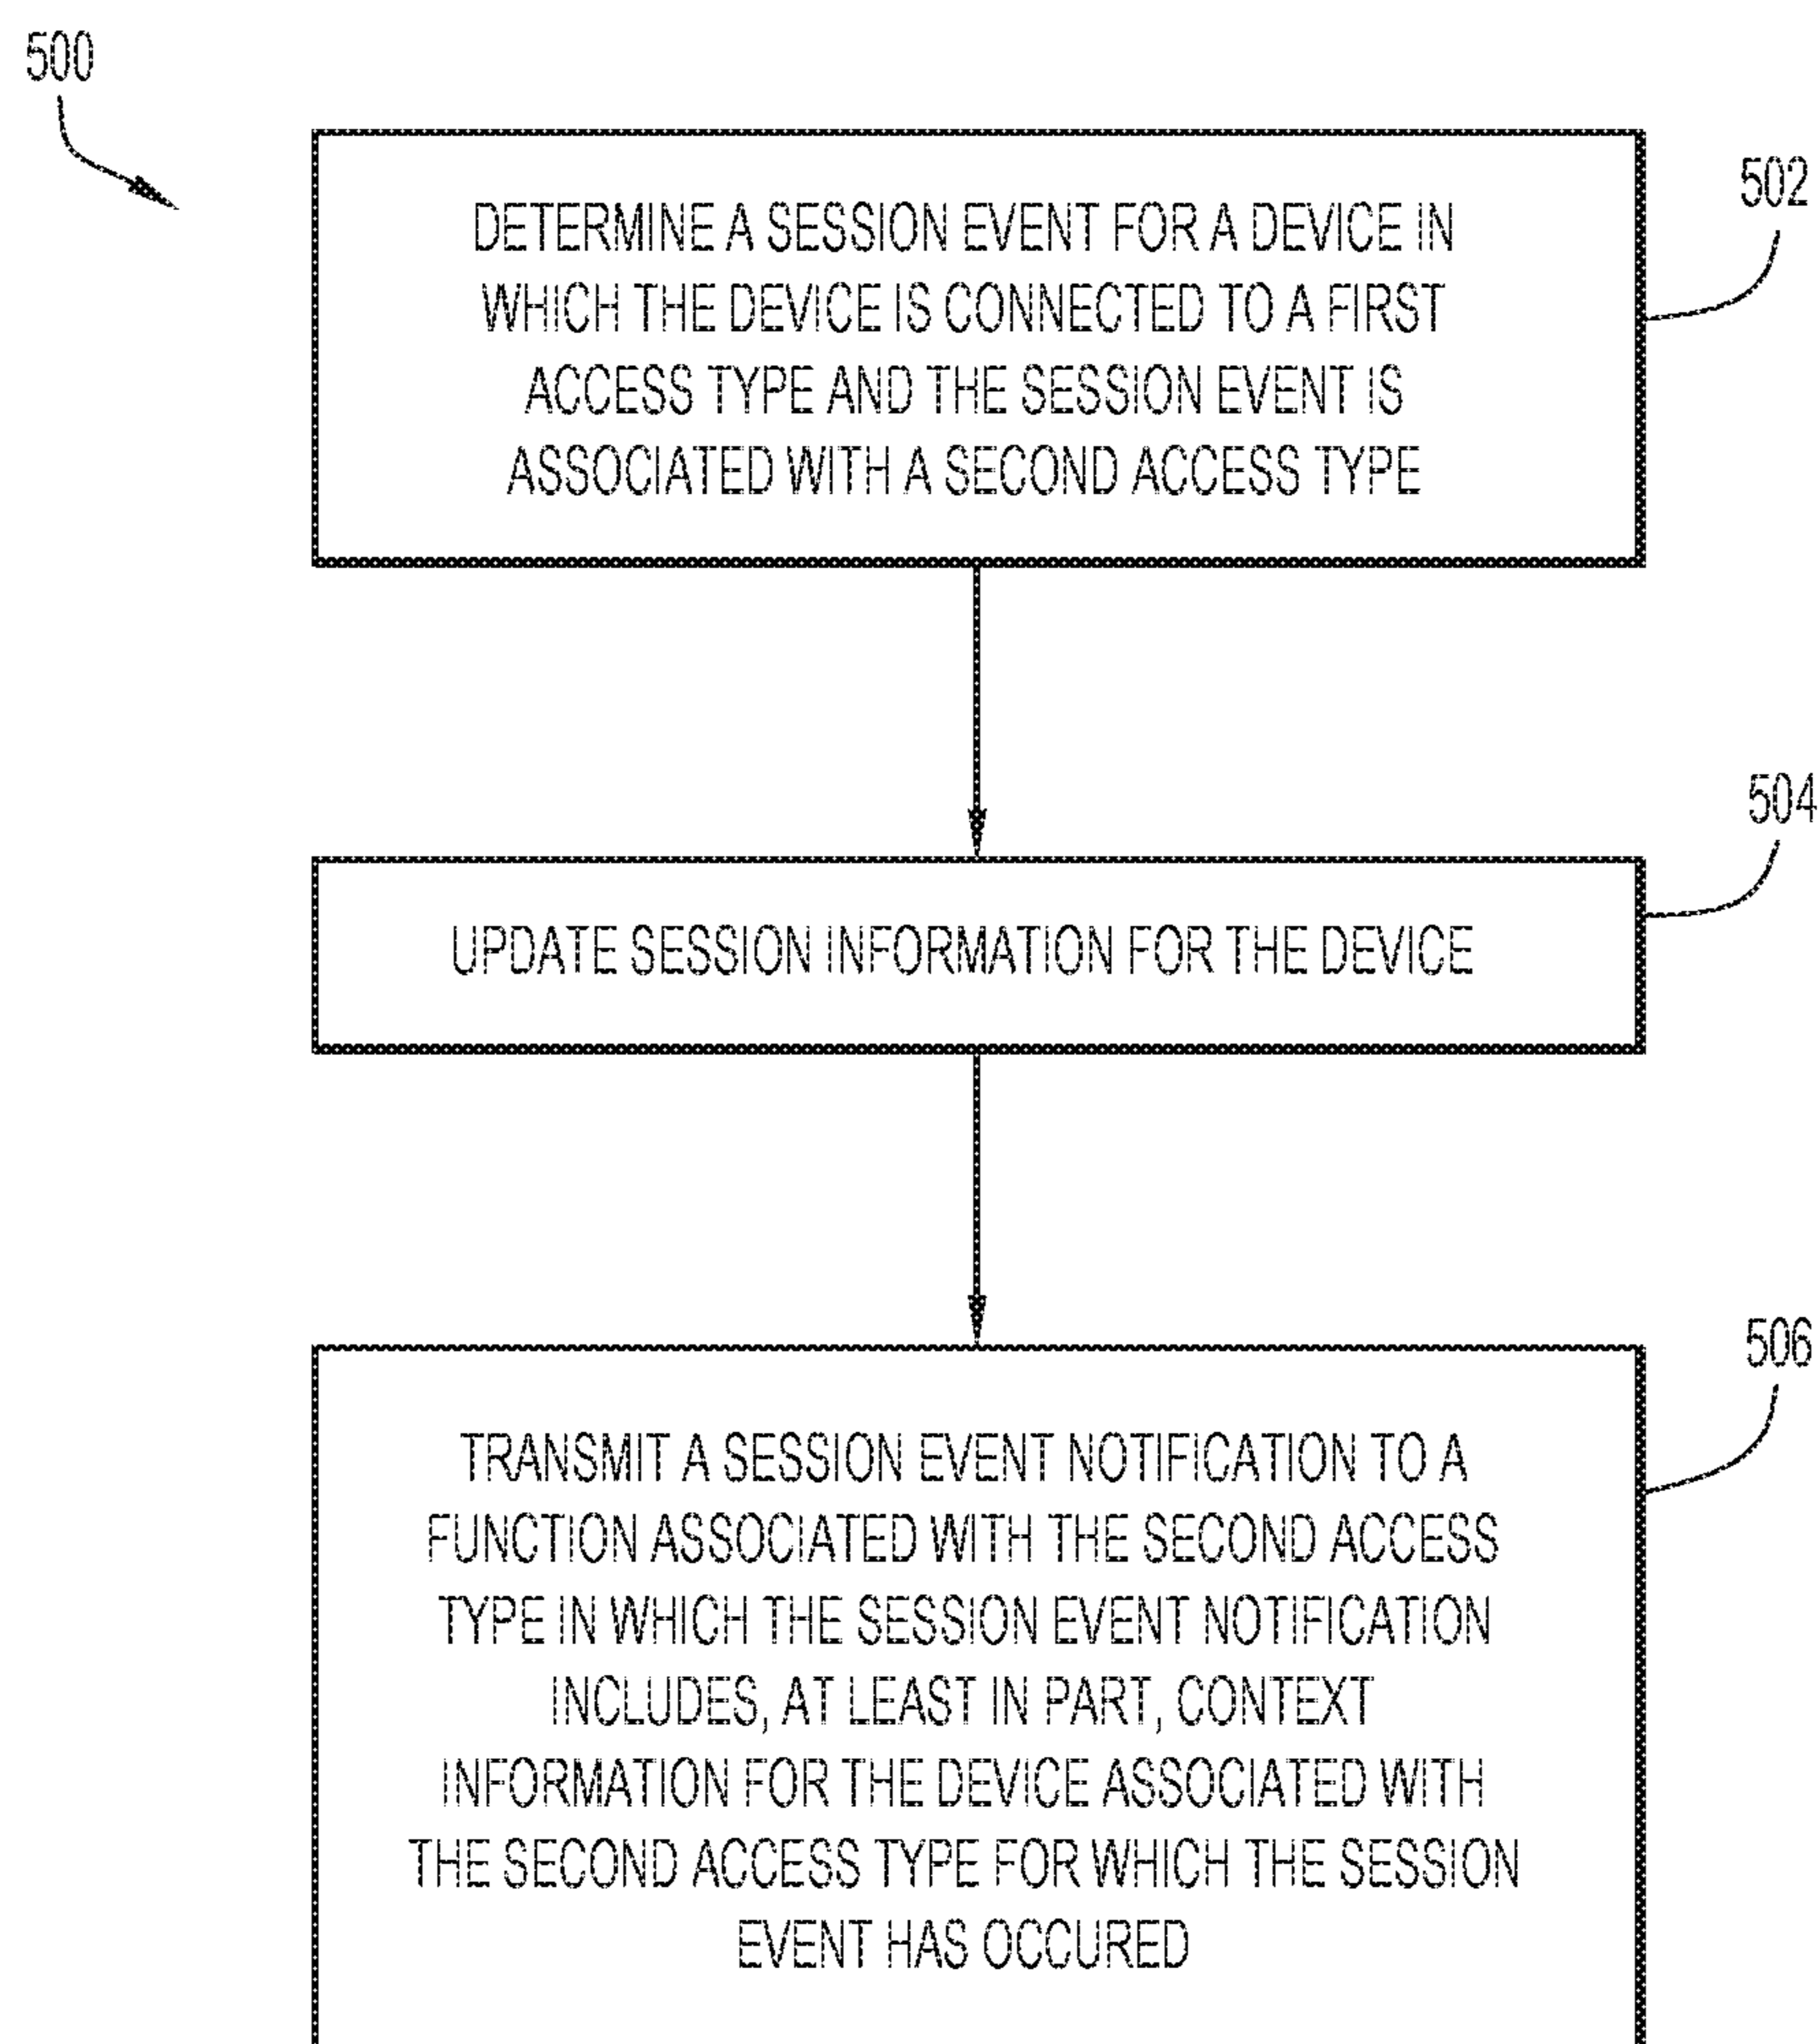 500
502
DETERMINE A SESSION EVENT FOR A DEVICE IN
WHICH THE DEVICE IS CONNECTED TO A FIRST
ACCESS TYPE AND THE SESSION EVENT IS
ASSOCIATED WITH A SECOND ACCESS TYPE
504
UPDATE SESSION INFORMATION FOR THE DEVICE
506
TRANSMIT A SESSION EVENT NOTIFICATION TO A
FUNCTION ASSOCIATED WITH THE SECOND ACCESS
TYPE IN WHICH THE SESSION EVENT NOTIFICATION
INCLUDES, AT LEAST IN PART, CONTEXT
INFORMATION FOR THE DEVICE ASSOCIATED WITH
THE SECOND ACCESS TYPE FOR WHICH THE SESSION
EVENT HAS OCCURED